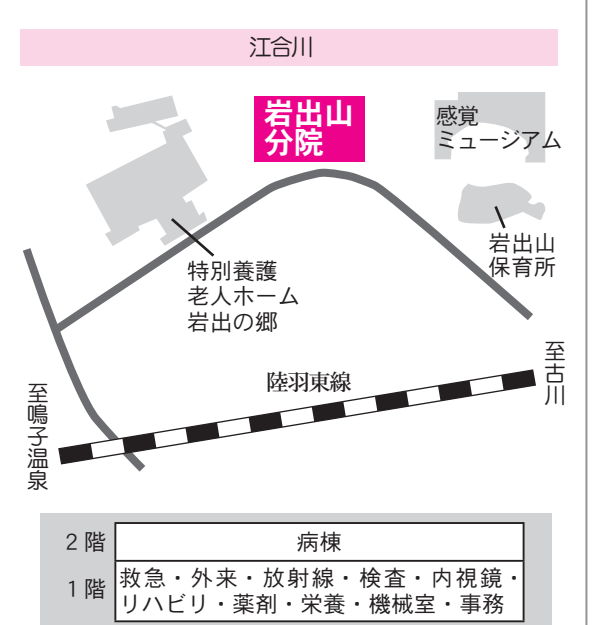 江合川
岩出山
分院
感覚
ミュージアム
岩出山
保育所
特別養護
老人ホーム
岩出の郷
陸羽東線
至古川
至鳴子温泉
2階
病棟
1階
救急・外来・放射線・検査・内視鏡・
リハビリ・薬剤・栄養・機械室・事務